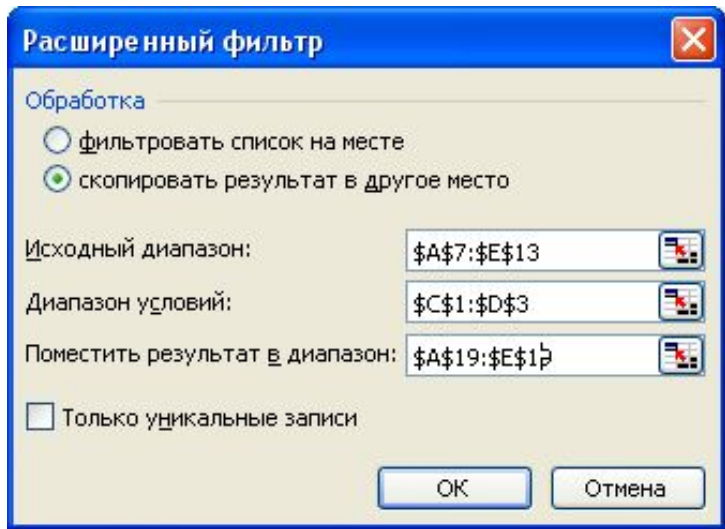 Расширенный фильтр
Обработка
фильтровать список на месте
скопировать результат в другое место
Исходный диапазон: $A$7:$E$13
Диапазон условий: $C$1:$D$3
Поместить результат в диапазон: $A$19:$E$19
Только уникальные записи
ОК Отмена